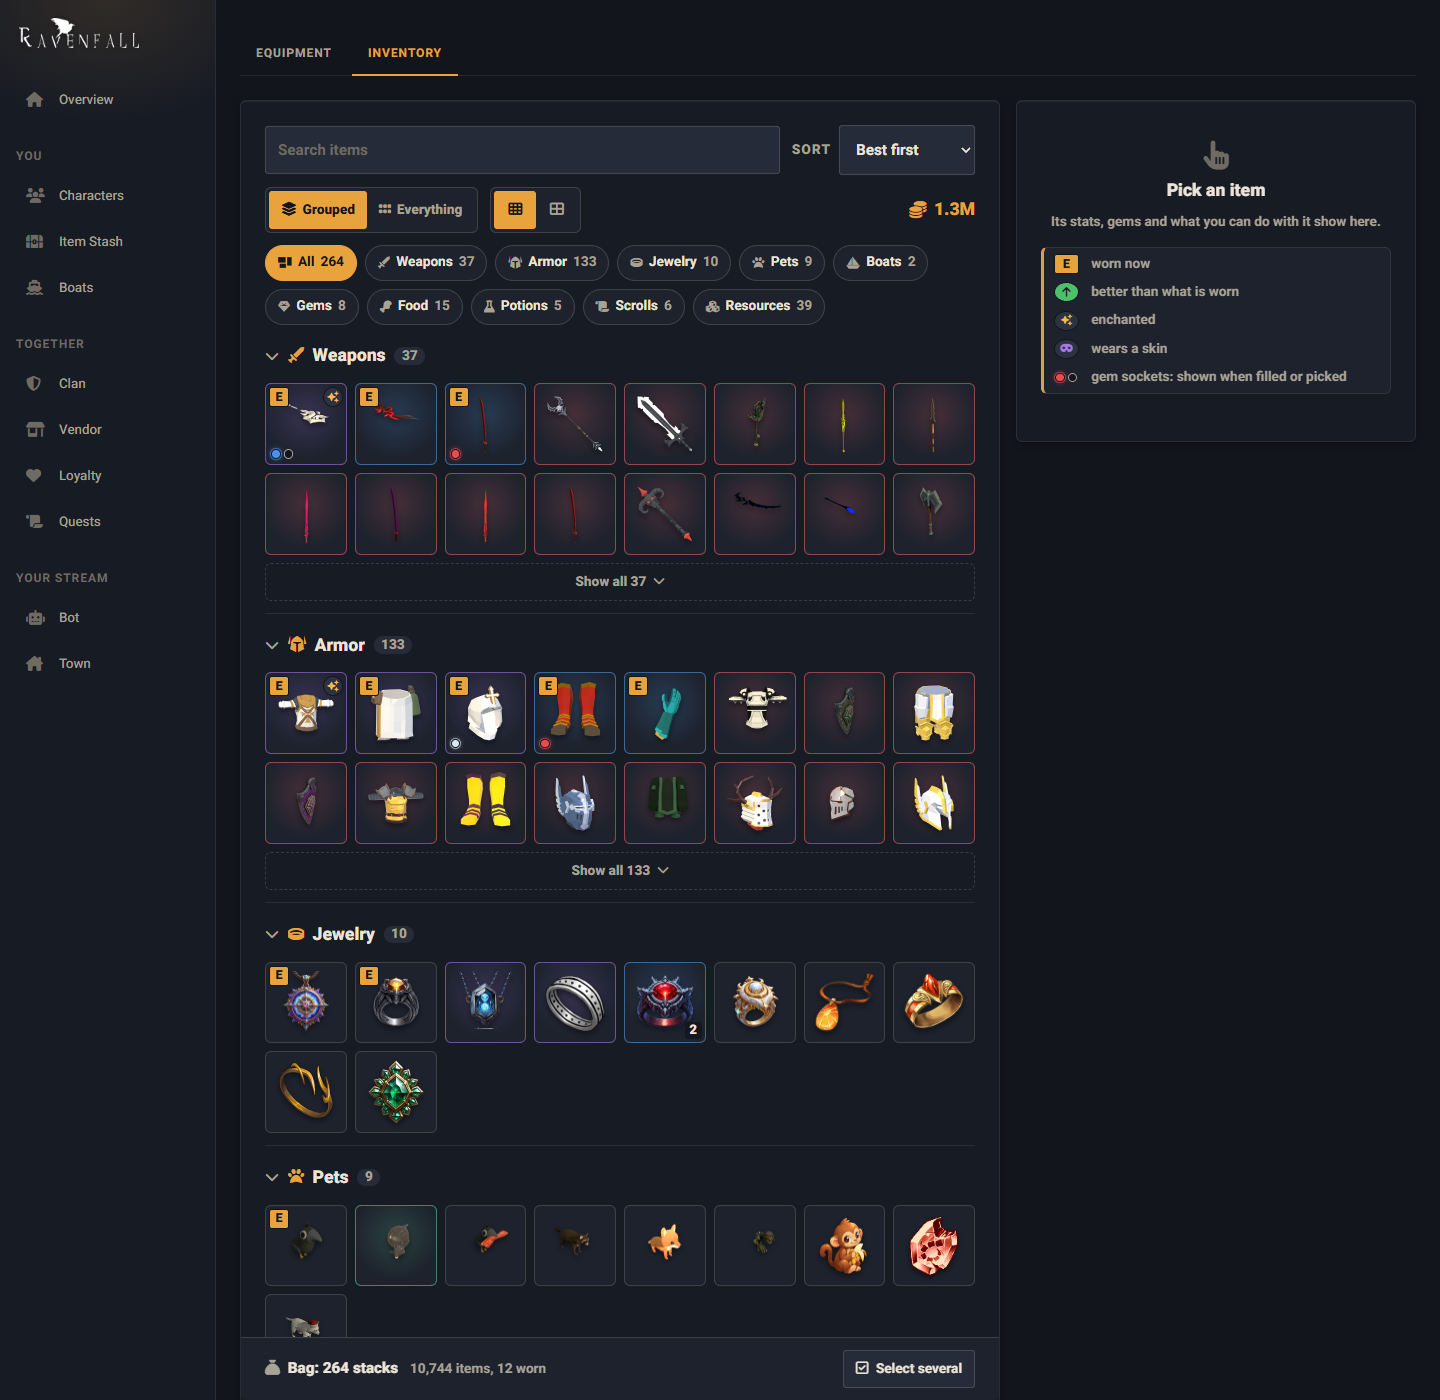 RAVENFALL
EQUIPMENT INVENTORY
Overview
YOU
Characters
Item Stash
Boats
TOGETHER
Clan
Vendor
Loyalty
Quests
YOUR STREAM
Bot
Town
Search items
SORT Best first
Grouped Everything 1.3M
All 264 Weapons 37 Armor 133 Jewelry 10 Pets 9 Boats 2
Gems 8 Food 15 Potions 5 Scrolls 6 Resources 39
Weapons 37
E E E
Show all 37
Armor 133
E E E E E
Show all 133
Jewelry 10
E E
2
Pets 9
E
Bag: 264 stacks 10,744 items, 12 worn Select several
Pick an item
Its stats, gems and what you can do with it show here.
E worn now
better than what is worn
enchanted
wears a skin
gem sockets: shown when filled or picked